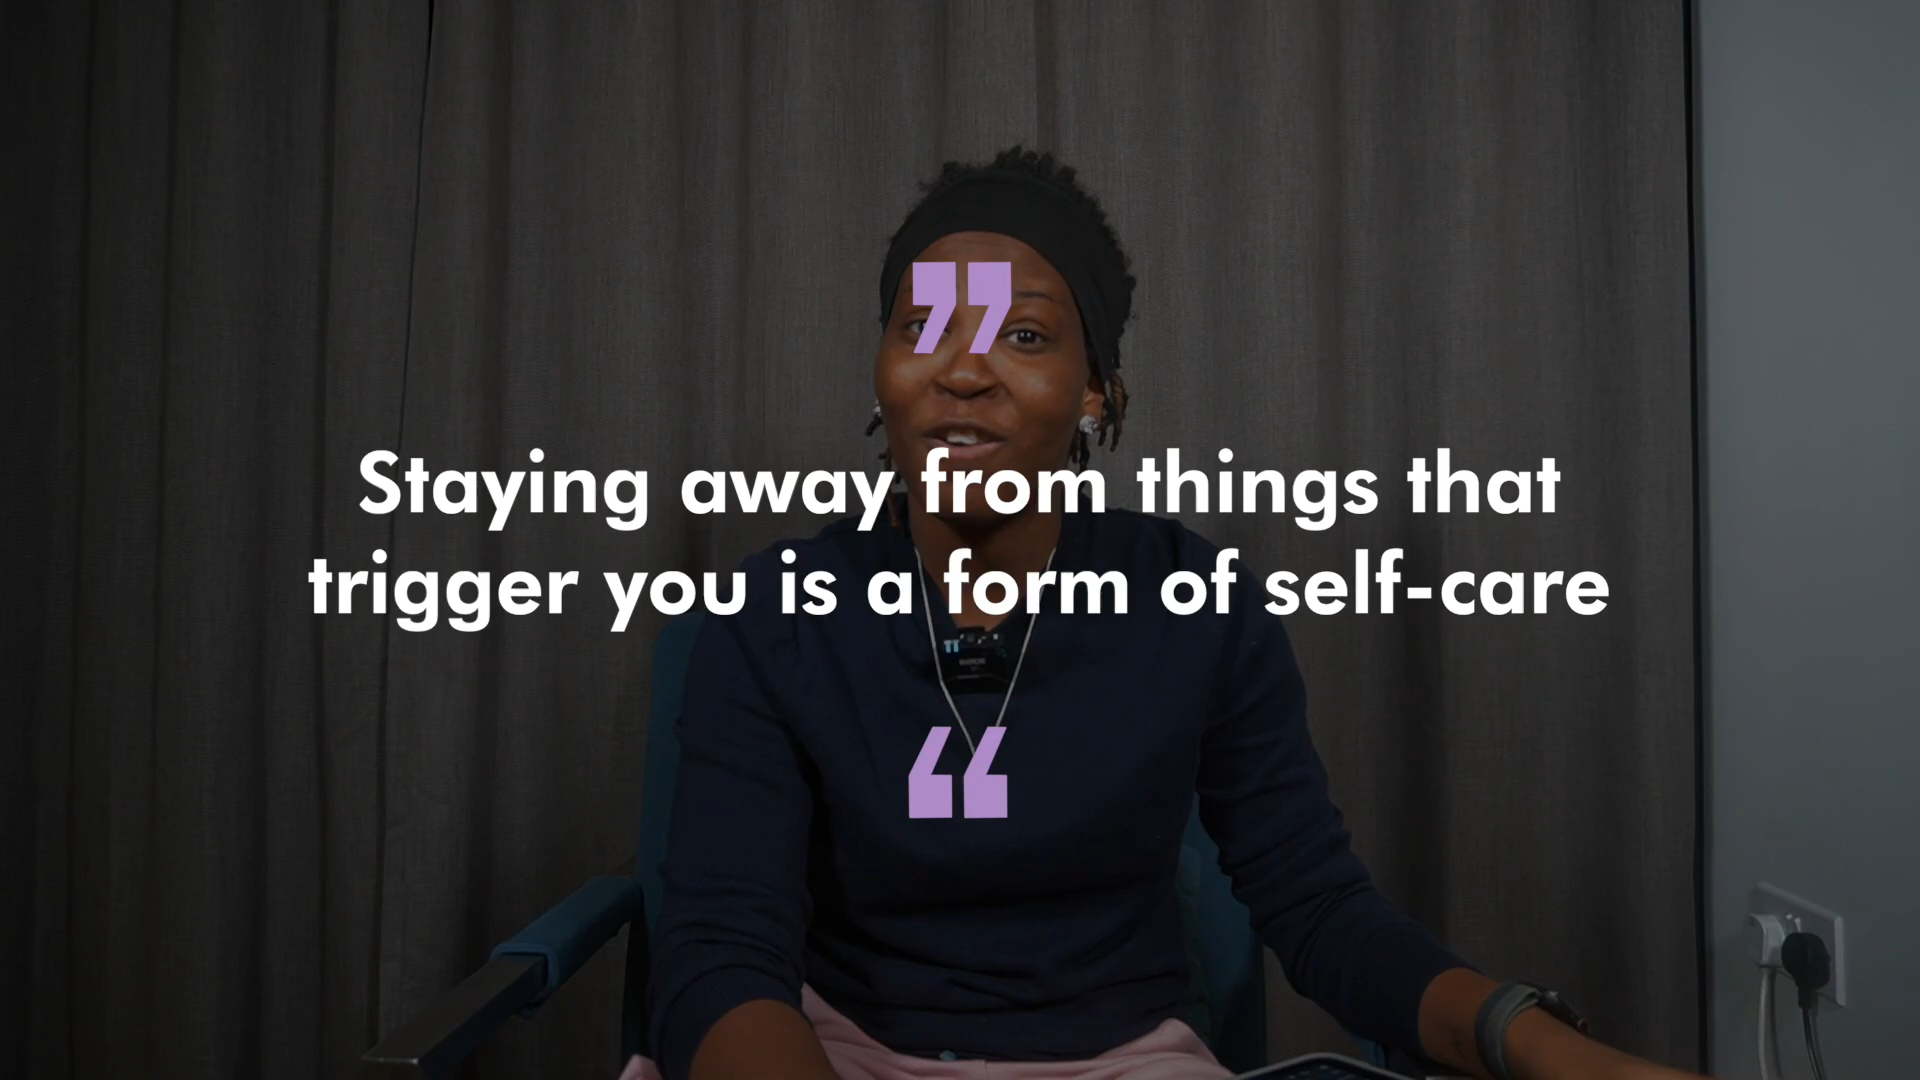 ”
Staying away from things that
trigger you is a form of self-care
“